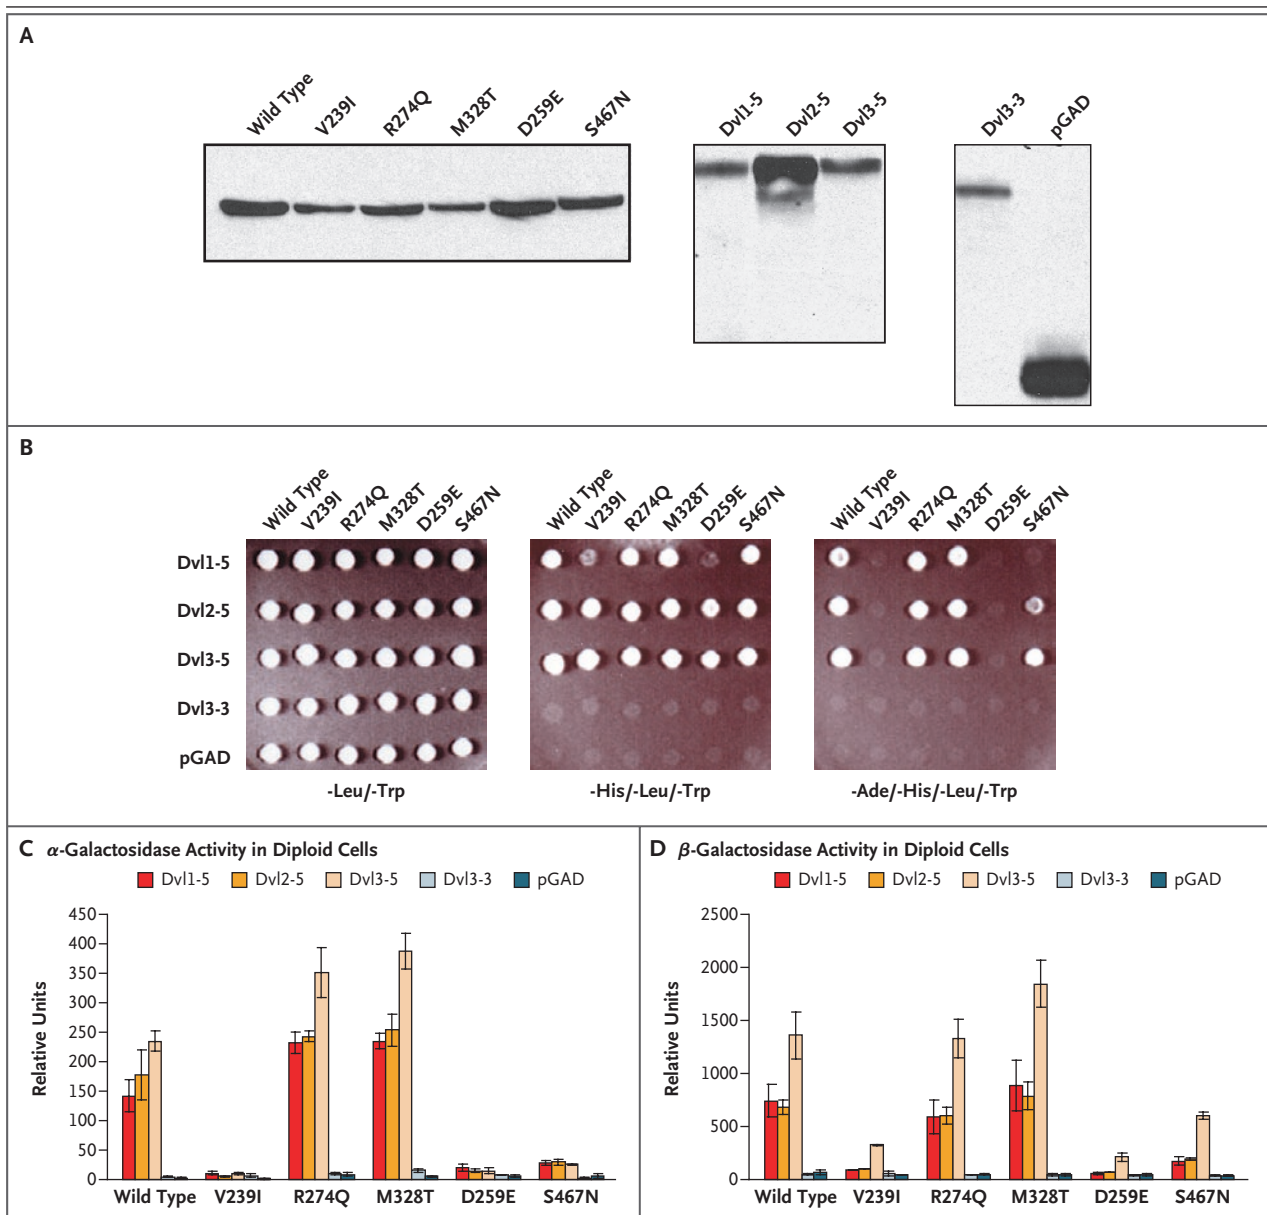 A
Wild Type V239I R274Q M328T D259E S467N
Dvl1-5 Dvl2-5 Dvl3-5
Dvl3-3 pGAD
B
Wild Type V239I R274Q M328T D259E S467N
Wild Type V239I R274Q M328T D259E S467N
Wild Type V239I R274Q M328T D259E S467N
Dvl1-5
Dvl2-5
Dvl3-5
Dvl3-3
pGAD
-Leu/-Trp
-His/-Leu/-Trp
-Ade/-His/-Leu/-Trp
C α-Galactosidase Activity in Diploid Cells
Dvl1-5 Dvl2-5 Dvl3-5 Dvl3-3 pGAD
Relative Units
450
400
350
300
250
200
150
100
50
0
Wild Type V239I R274Q M328T D259E S467N
D β-Galactosidase Activity in Diploid Cells
Dvl1-5 Dvl2-5 Dvl3-5 Dvl3-3 pGAD
Relative Units
2500
2000
1500
1000
500
0
Wild Type V239I R274Q M328T D259E S467N